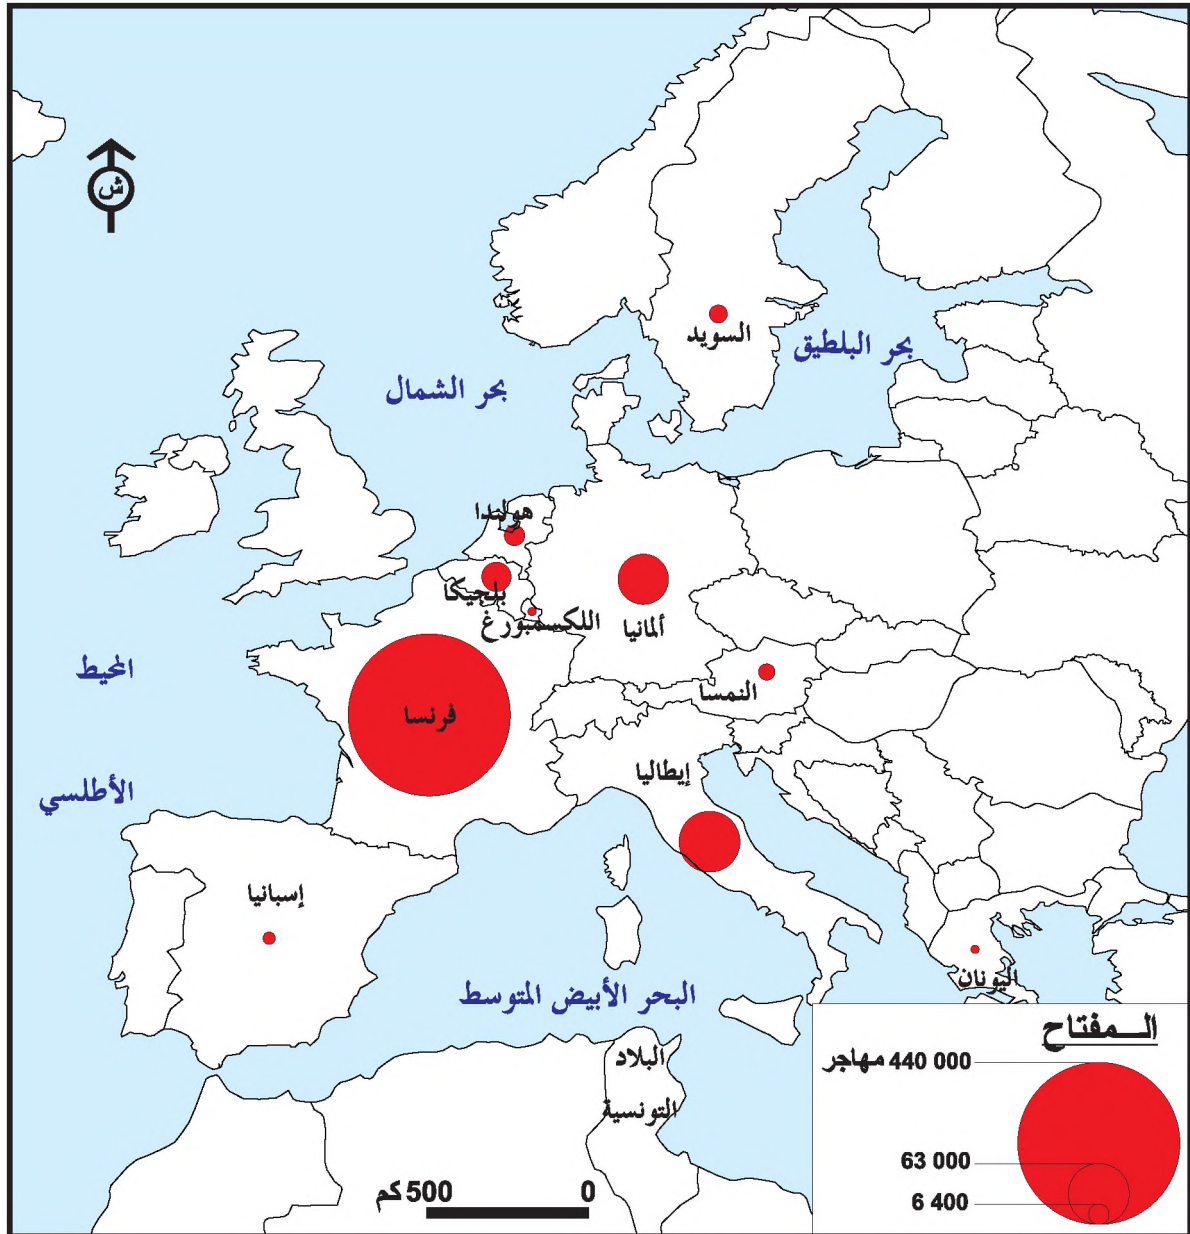 ش
السويد
بحر البلطيق
بحر الشمال
هولندا
بلجيكا
اللكسمبورغ
ألمانيا
المحيط
النمسا
فرنسا
إيطاليا
الأطلسي
إسبانيا
اليونان
البحر الأبيض المتوسط
البلاد
التونسية
0 500 كم
الـــمفتاح
440 000 مهاجر
63 000
6 400